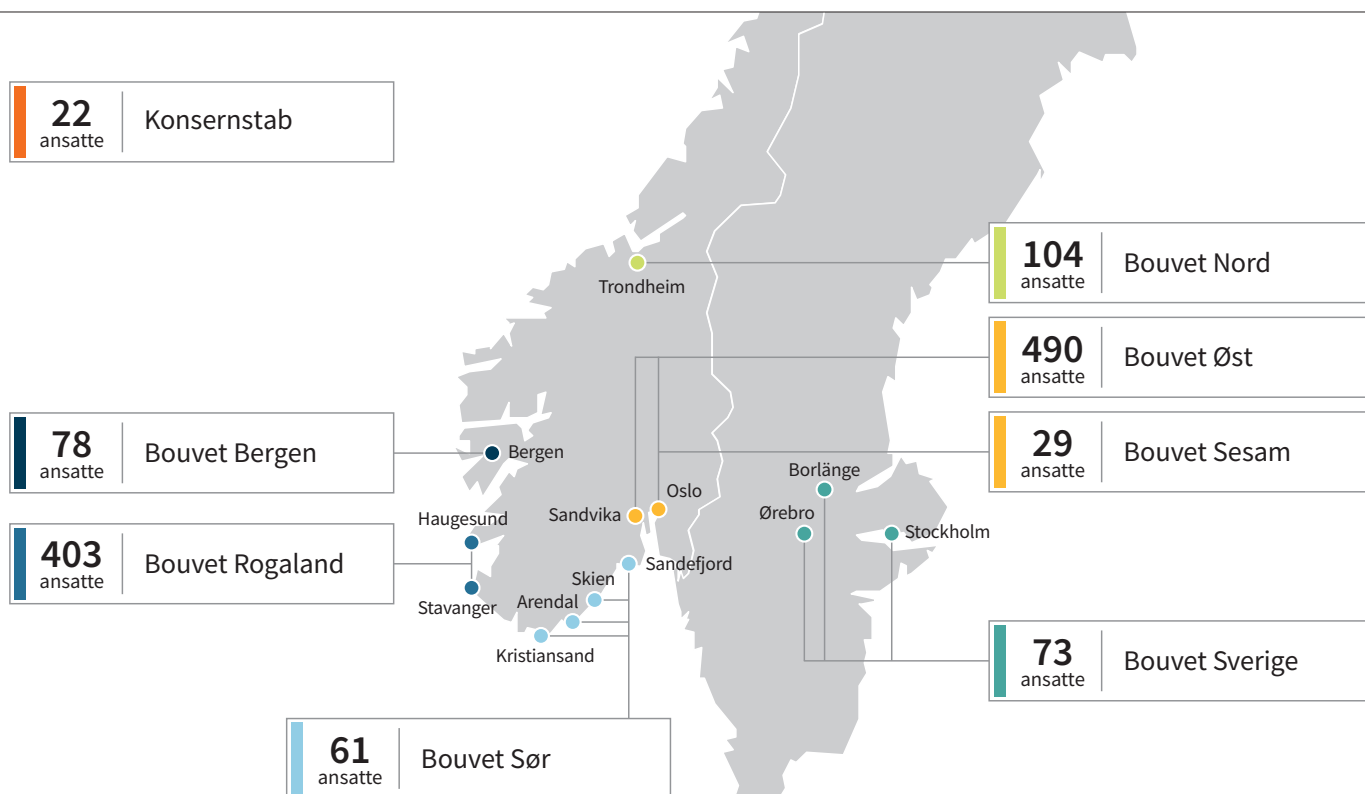 22
ansatte
Konsernstab
104
ansatte
Bouvet Nord
Trondheim
490
ansatte
Bouvet Øst
78
ansatte
Bouvet Bergen
Bergen
29
ansatte
Bouvet Sesam
Borlänge
Oslo
Sandvika
Ørebro
Stockholm
Haugesund
403
ansatte
Bouvet Rogaland
Stavanger
Sandefjord
Skien
Arendal
Kristiansand
73
ansatte
Bouvet Sverige
61
ansatte
Bouvet Sør